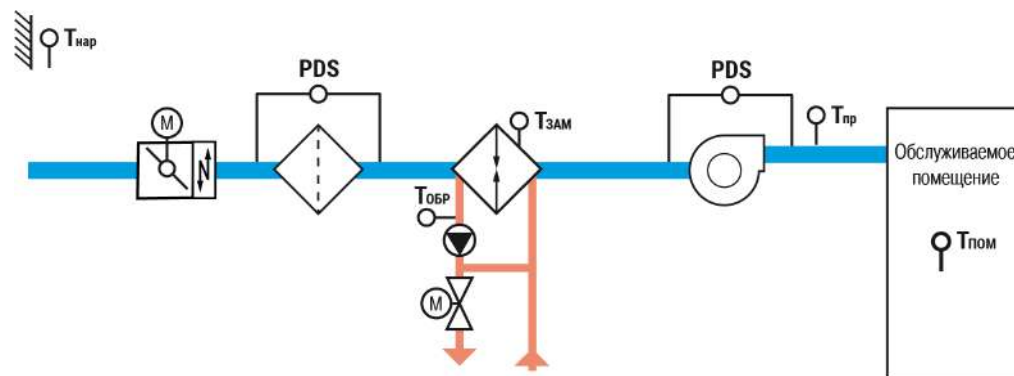 Tнар
PDS
PDS
M
TЗАМ
Tпр
N
Обслуживаемое
помещение
TОБР
Tпом
M